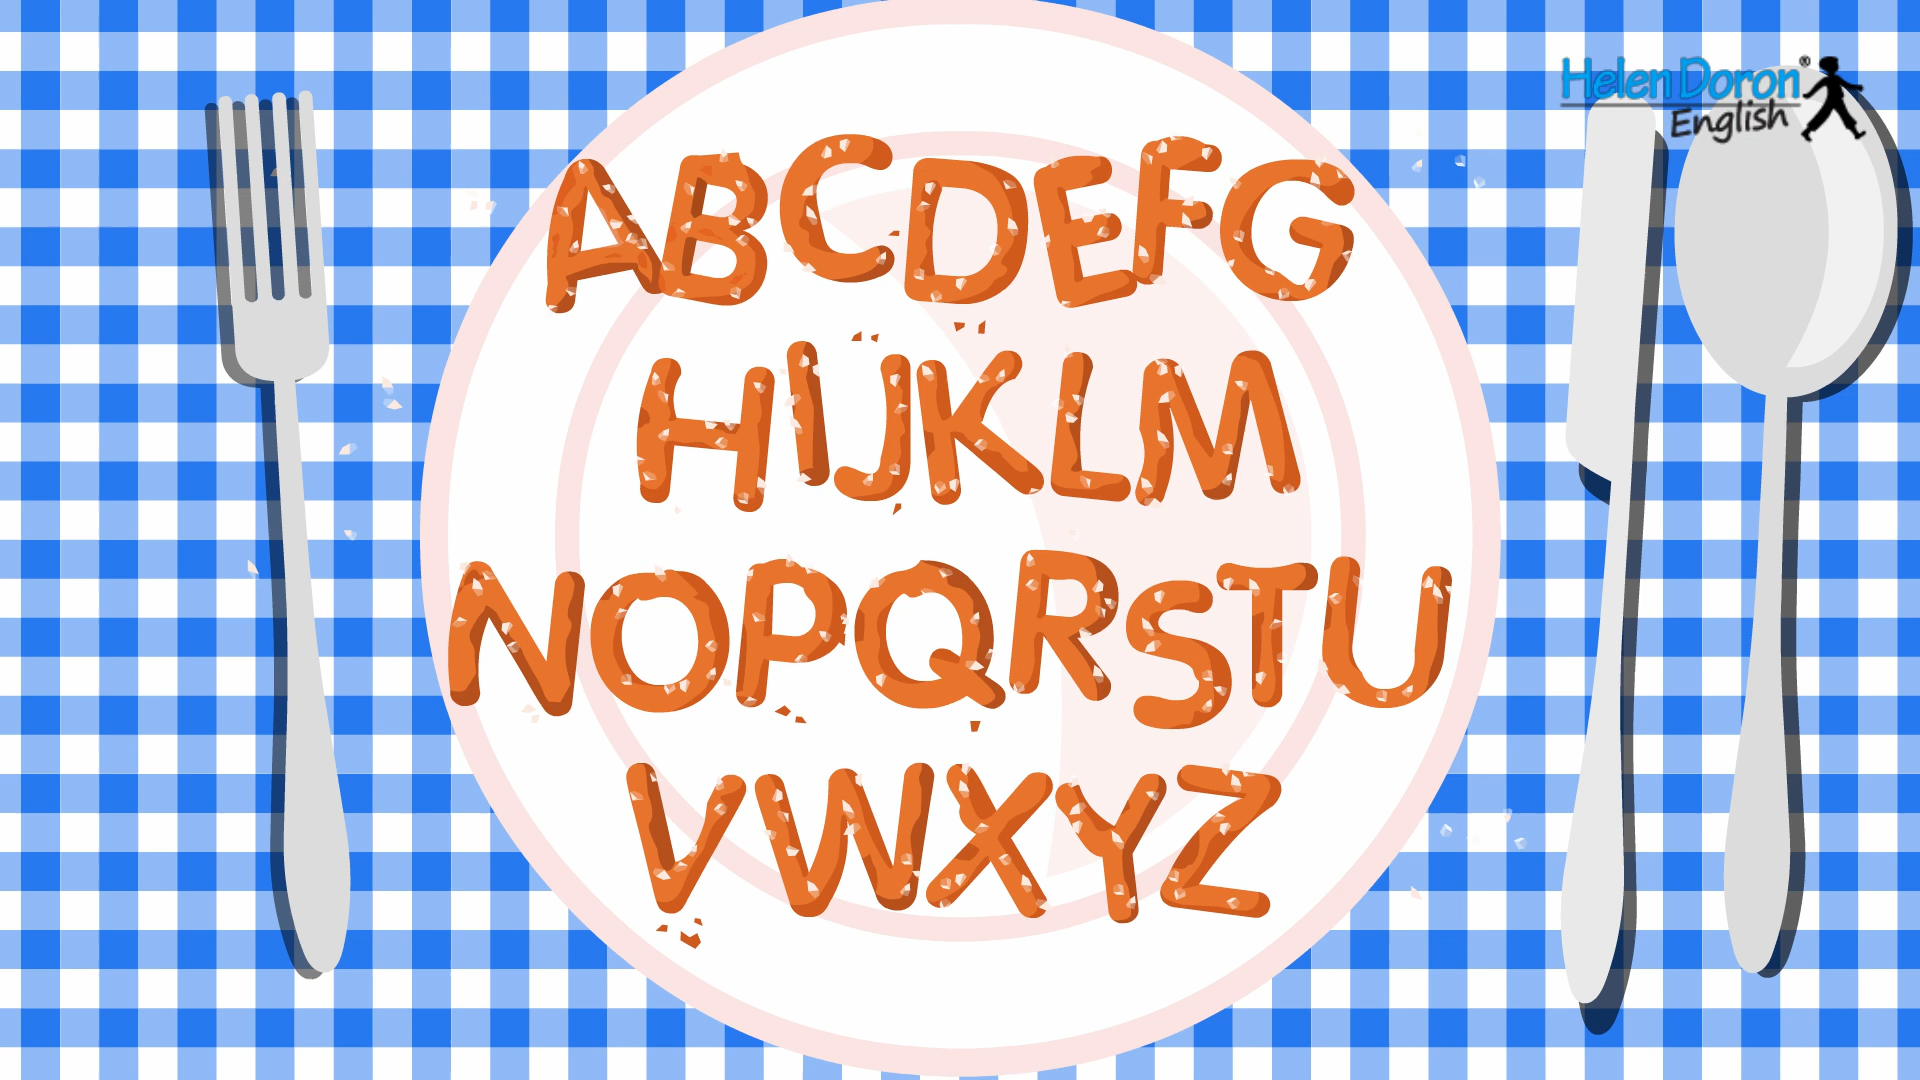 Helen Doron®
English
ABCDEFG
HIJKLM
NOPQRSTU
VWXYZ